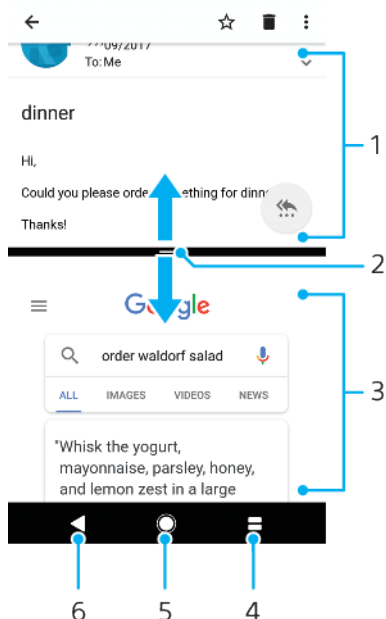 09/2017
To: Me
dinner
Hi,
Could you please orde ething for dinn
Thanks!
Google
order waldorf salad
ALL IMAGES VIDEOS NEWS
"Whisk the yogurt,
mayonnaise, parsley, honey,
and lemon zest in a large
1
2
3
6 5 4